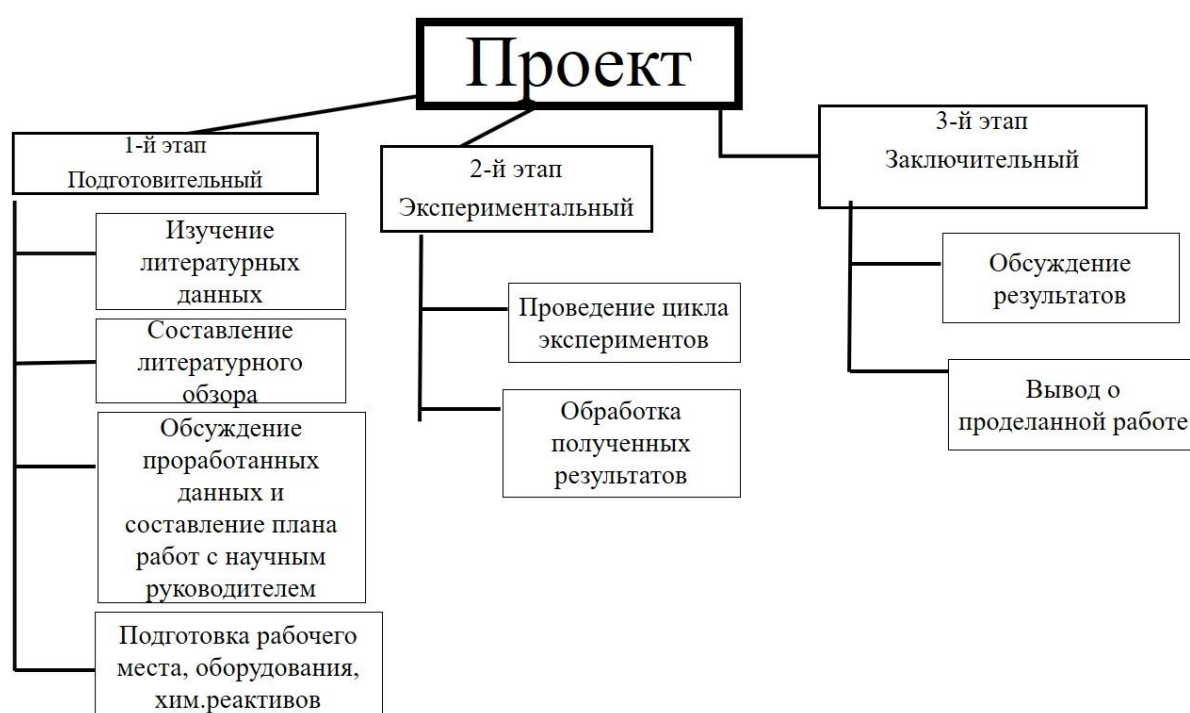 Проект
1-й этап
Подготовительный
Изучение
литературных
данных
Составление
литературного
обзора
Обсуждение
проработанных
данных и
составление плана
работ с научным
руководителем
Подготовка рабочего
места, оборудования,
хим.реактивов
2-й этап
Экспериментальный
Проведение цикла
экспериментов
Обработка
полученных
результатов
3-й этап
Заключительный
Обсуждение
результатов
Вывод о
проделанной работе